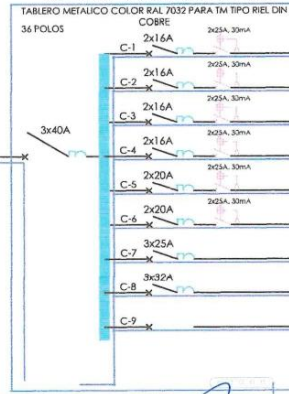 TABLERO METALICO COLOR RAL 7032 PARA TM TIPO RIEL DIN
COBRE
36 POLOS
3x40A
C-1 2x16A 2x25A, 30mA
C-2 2x16A 2x25A, 30mA
C-3 2x16A 2x25A, 30mA
C-4 2x16A 2x25A, 30mA
C-5 2x20A 2x25A, 30mA
C-6 2x20A 2x25A, 30mA
C-7 3x25A
C-8 3x32A
C-9